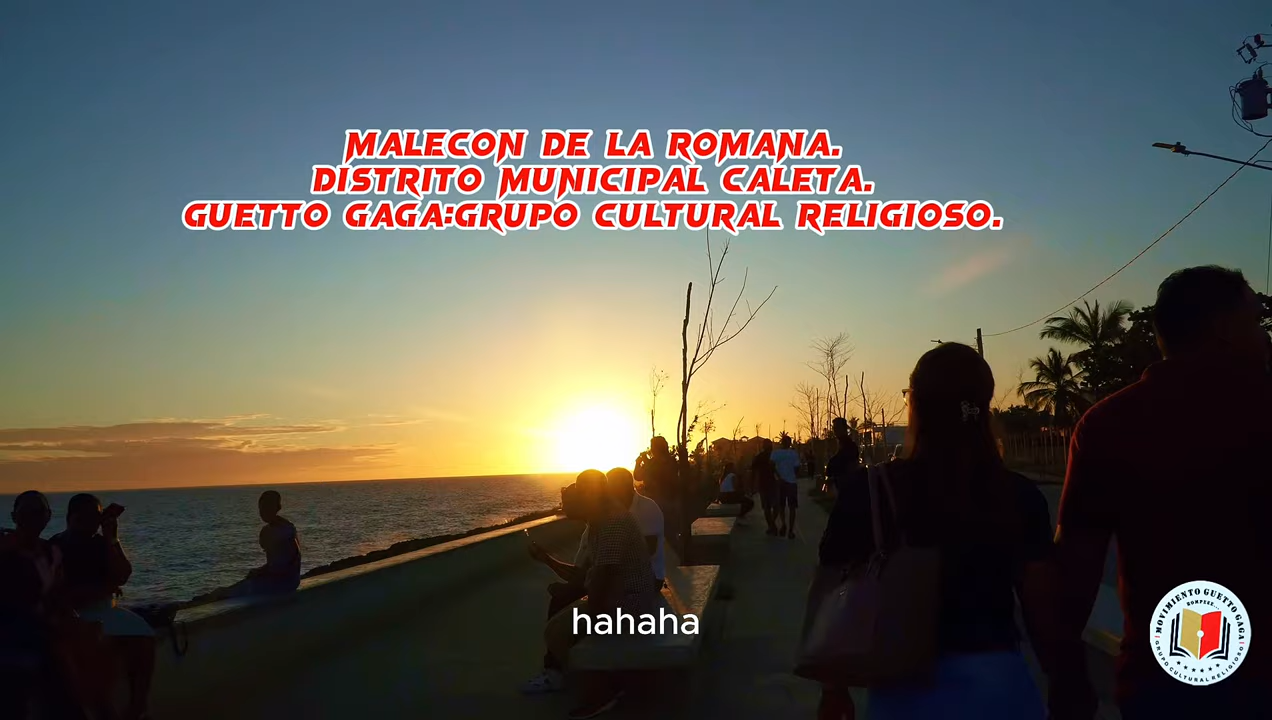 MALECON DE LA ROMANA.
DISTRITO MUNICIPAL CALETA.
GUETTO GAGA:GRUPO CULTURAL RELIGIOSO.
hahaha
MOVIMIENTO GUETTO GAGA
ROMPECE...
GRUPO CULTURAL RELIGIOSO